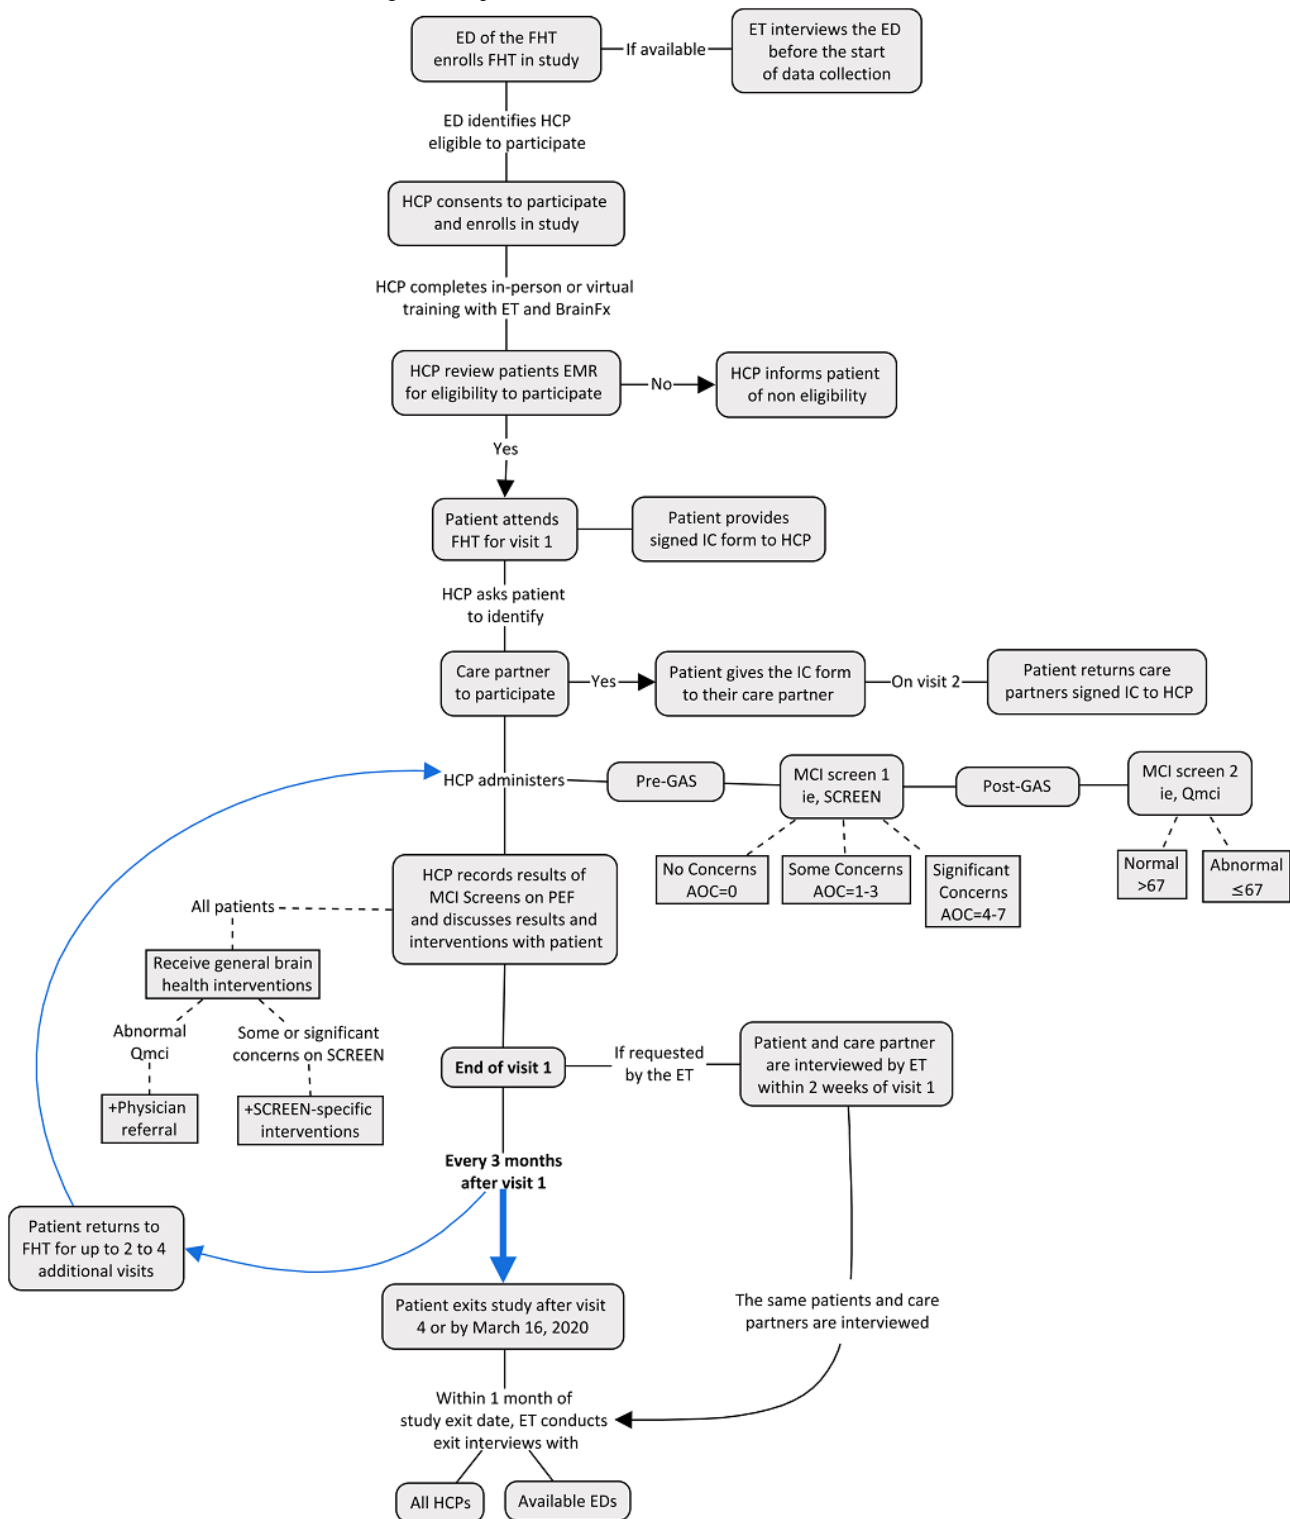 ED of the FHT
enrolls FHT in study
If available
ET interviews the ED
before the start
of data collection
ED identifies HCP
eligible to participate
HCP consents to participate
and enrolls in study
HCP completes in-person or virtual
training with ET and BrainFx
HCP review patients EMR
for eligibility to participate
No
HCP informs patient
of non eligibility
Yes
Patient attends
FHT for visit 1
Patient provides
signed IC form to HCP
HCP asks patient
to identify
Care partner
to participate
Yes
Patient gives the IC form
to their care partner
On visit 2
Patient returns care
partners signed IC to HCP
HCP administers
Pre-GAS
MCI screen 1
ie, SCREEN
Post-GAS
MCI screen 2
ie, Qmci
No Concerns
AOC=0
Some Concerns
AOC=1-3
Significant
Concerns
AOC=4-7
Normal
>67
Abnormal
≤67
HCP records results of
MCI Screens on PEF
and discusses results and
interventions with patient
All patients
Receive general brain
health interventions
Abnormal
Qmci
Some or significant
concerns on SCREEN
+Physician
referral
+SCREEN-specific
interventions
End of visit 1
If requested
by the ET
Patient and care partner
are interviewed by ET
within 2 weeks of visit 1
Every 3 months
after visit 1
Patient returns to
FHT for up to 2 to 4
additional visits
Patient exits study after visit
4 or by March 16, 2020
The same patients and care
partners are interviewed
Within 1 month of
study exit date, ET conducts
exit interviews with
All HCPs
Available EDs